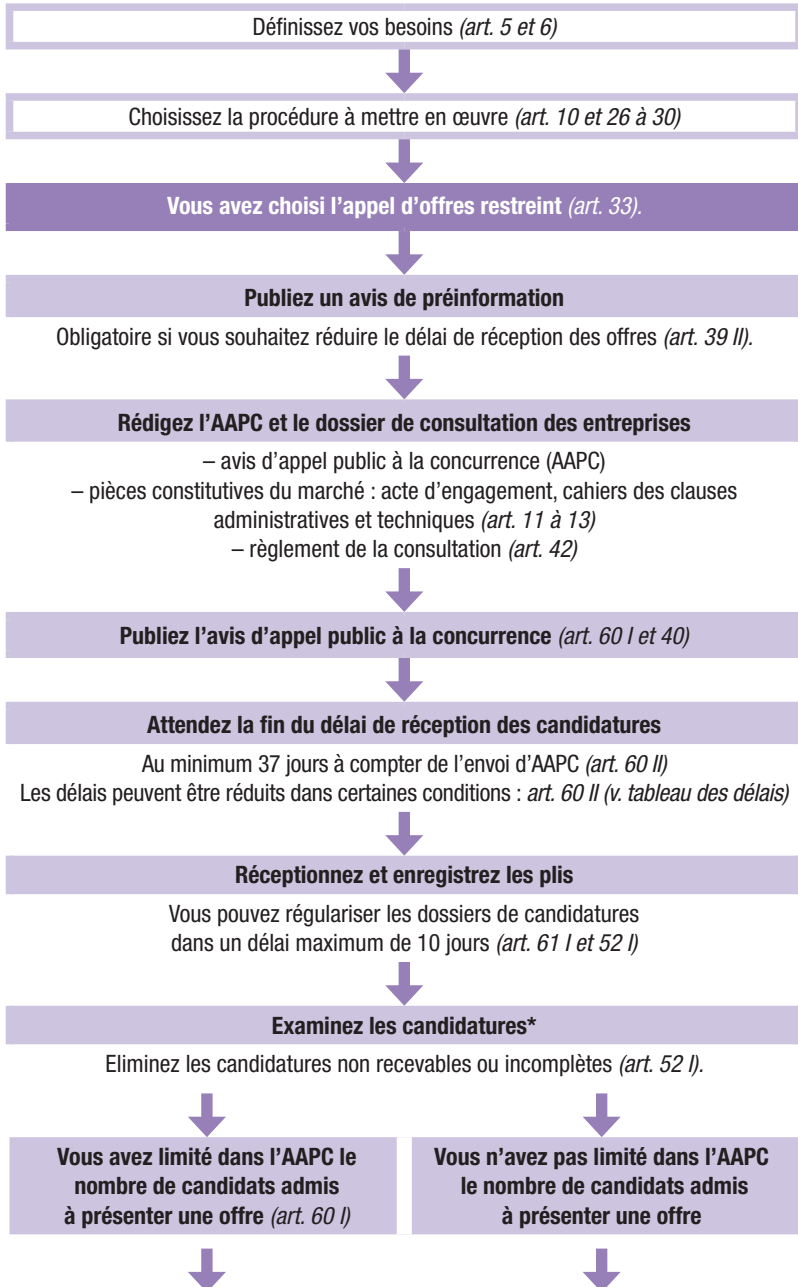 Définissez vos besoins (art. 5 et 6)
Choisissez la procédure à mettre en œuvre (art. 10 et 26 à 30)
Vous avez choisi l’appel d’offres restreint (art. 33).
Publiez un avis de préinformation
Obligatoire si vous souhaitez réduire le délai de réception des offres (art. 39 II).
Rédigez l’AAPC et le dossier de consultation des entreprises
– avis d’appel public à la concurrence (AAPC)
– pièces constitutives du marché : acte d’engagement, cahiers des clauses
administratives et techniques (art. 11 à 13)
– règlement de la consultation (art. 42)
Publiez l’avis d’appel public à la concurrence (art. 60 I et 40)
Attendez la fin du délai de réception des candidatures
Au minimum 37 jours à compter de l’envoi d’AAPC (art. 60 II)
Les délais peuvent être réduits dans certaines conditions : art. 60 II (v. tableau des délais)
Réceptionnez et enregistrez les plis
Vous pouvez régulariser les dossiers de candidatures
dans un délai maximum de 10 jours (art. 61 I et 52 I)
Examinez les candidatures*
Eliminez les candidatures non recevables ou incomplètes (art. 52 I).
Vous avez limité dans l’AAPC le
nombre de candidats admis
à présenter une offre (art. 60 I)
Vous n’avez pas limité dans l’AAPC
le nombre de candidats admis
à présenter une offre